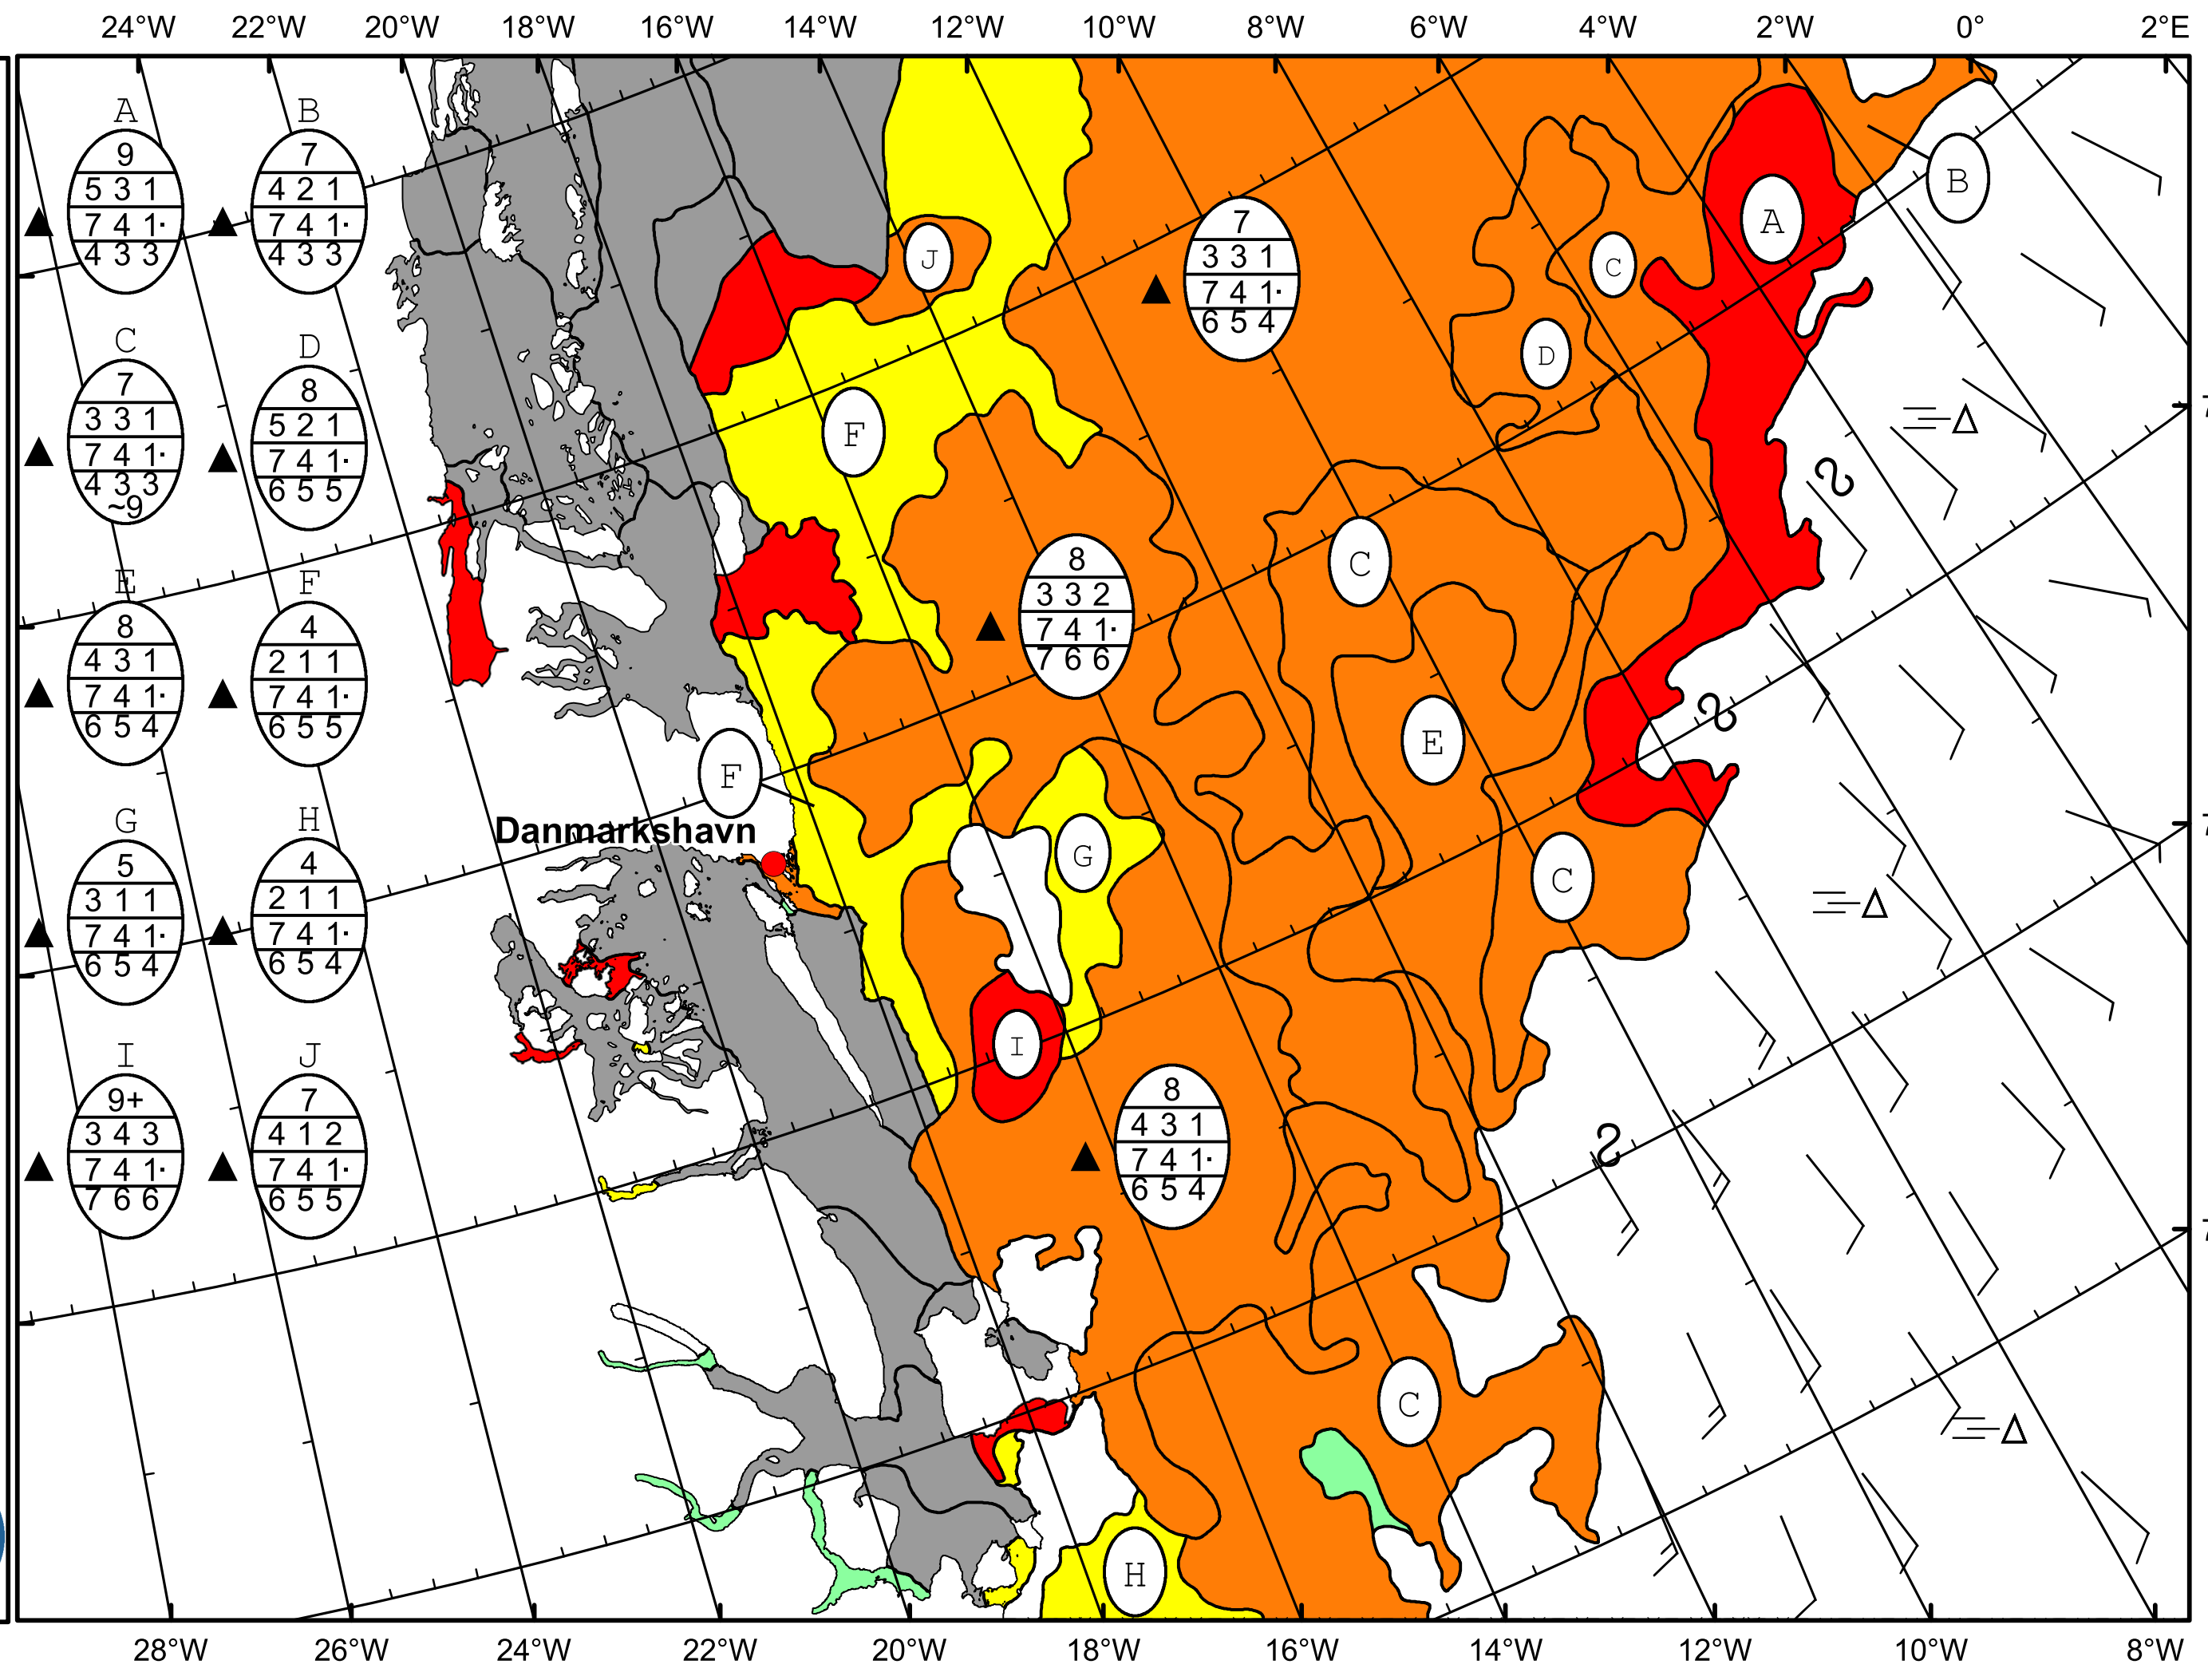 24°W 22°W 20°W 18°W 16°W 14°W 12°W 10°W 8°W 6°W 4°W 2°W 0° 2°E
A B
9 7
5 3 1 4 2 1
7 4 1· 7 4 1·
4 3 3 4 3 3
C D
7 8
3 3 1 5 2 1
7 4 1· 7 4 1·
4 3 3 6 5 5
~9
E F
8 4
4 3 1 2 1 1
7 4 1· 7 4 1·
6 5 4 6 5 5
G H
5 4
3 1 1 2 1 1
7 4 1· 7 4 1·
6 5 4 6 5 4
I J
9+ 7
3 4 3 4 1 2
7 4 1· 7 4 1·
7 6 6 6 5 5
B
A
J
C
7
3 3 1
7 4 1·
6 5 4
D
F
C
8
3 3 2
7 4 1·
7 6 6
E
F
Danmarkshavn
G
C
I
8
4 3 1
7 4 1·
6 5 4
C
H
28°W 26°W 24°W 22°W 20°W 18°W 16°W 14°W 12°W 10°W 8°W